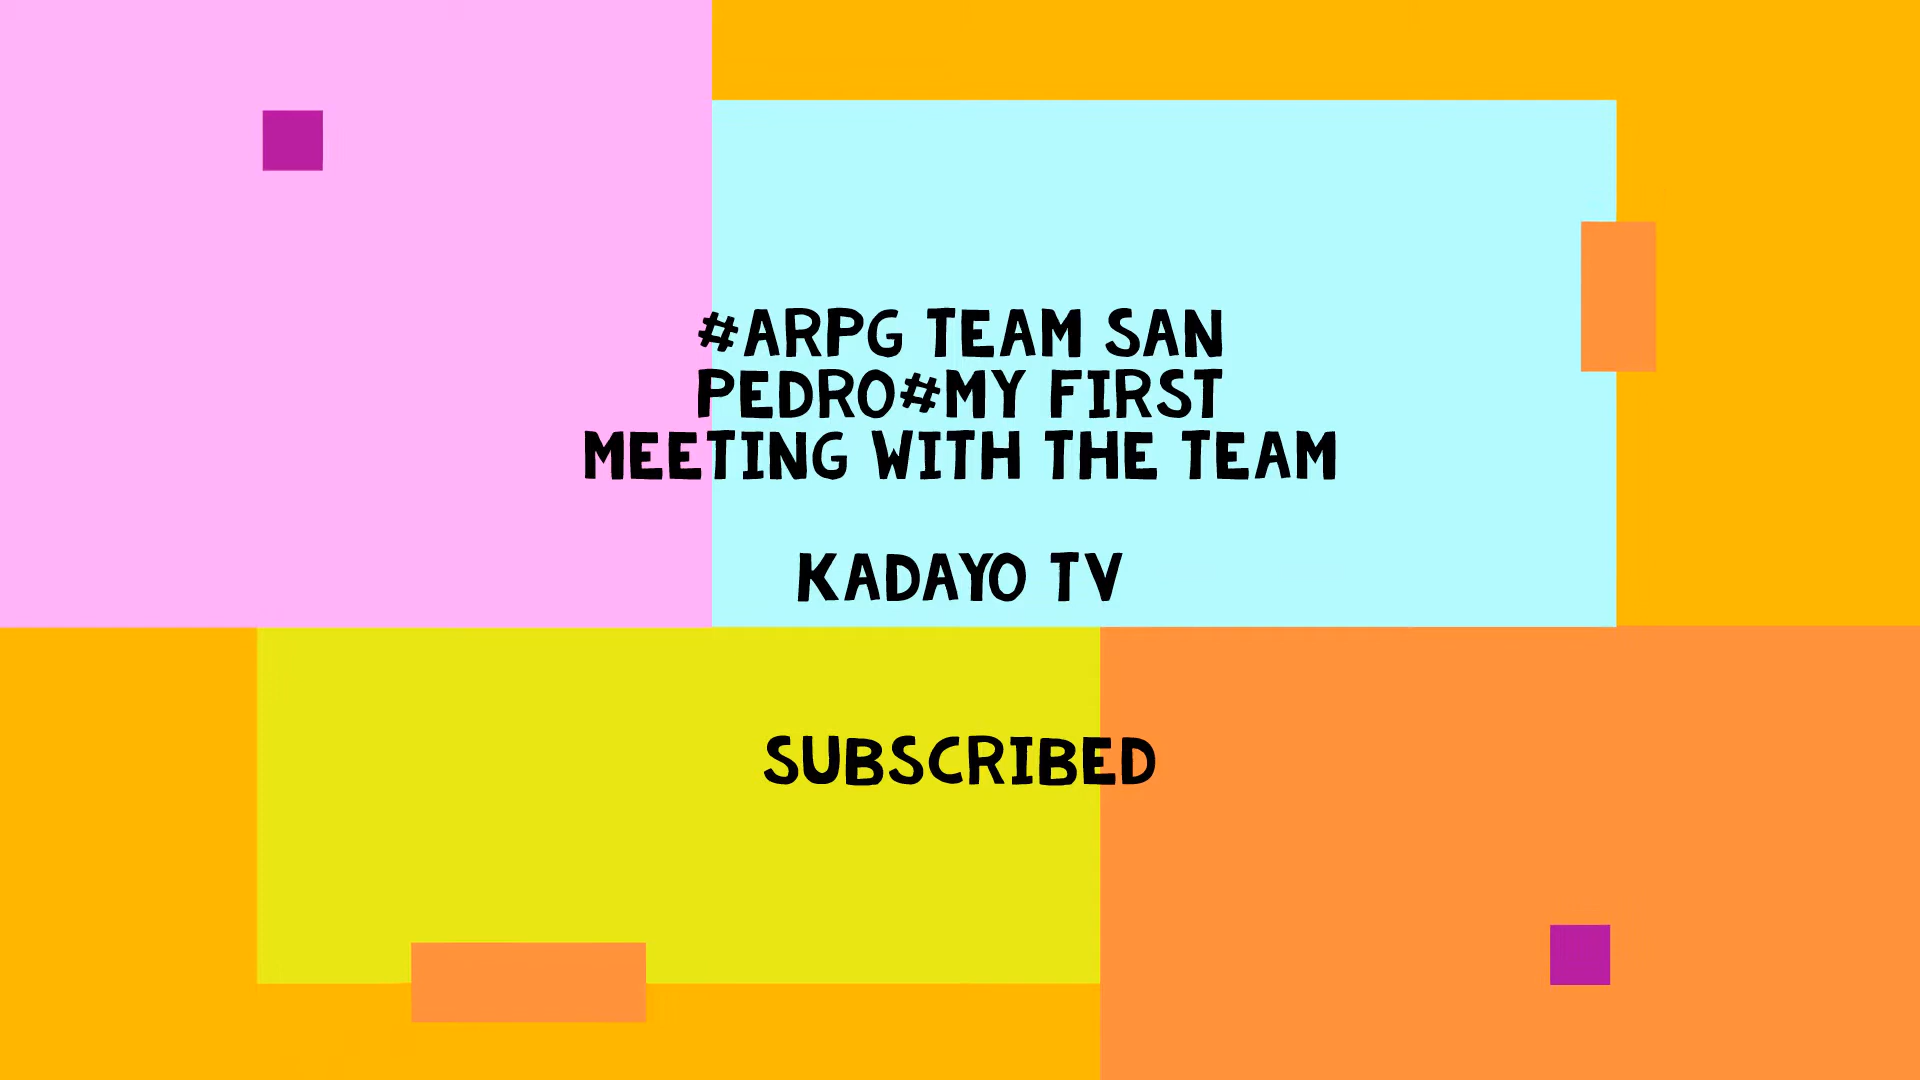 #ARPG TEAM SAN
PEDRO#MY FIRST
MEETING WITH THE TEAM
KADAYO TV
SUBSCRIBED